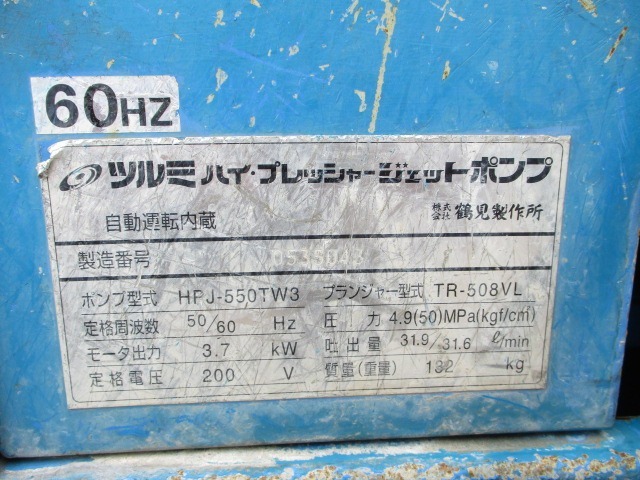 60HZ
ツルミ ハイ・プレッシャージェットポンプ
自動運転内蔵
株式会社 鶴見製作所
製造番号
ポンプ型式 HPJ-550TW3 プランジャー型式 TR-508VL
定格周波数 50/60 Hz 圧力 4.9(50)MPa(kgf/cm²)
モータ出力 3.7 kW 吐出量 31.9/31.6 ℓ/min
定格電圧 200 V 質量(重量) 132 kg